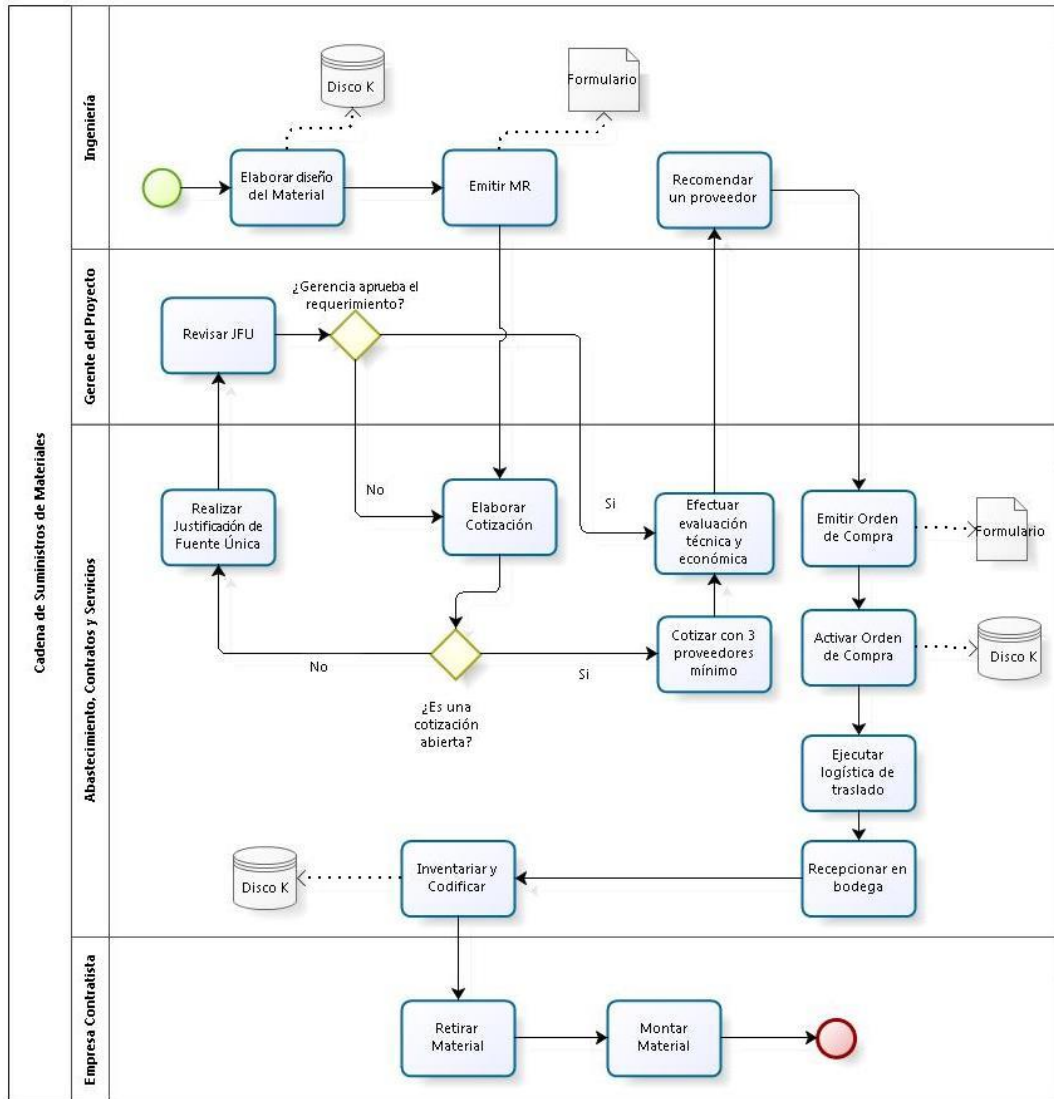 Cadena de Suministros de Materiales
Ingeniería
Disco K
Formulario
Elaborar diseño
del Material
Emitir MR
Recomendar
un proveedor
Gerente del Proyecto
¿Gerencia aprueba el
requerimiento?
Revisar JFU
Abastecimiento, Contratos y Servicios
No
Si
Realizar
Justificación de
Fuente Única
Elaborar
Cotización
Efectuar
evaluación
técnica y
económica
Emitir Orden
de Compra
Formulario
No
Si
¿Es una
cotización
abierta?
Cotizar con 3
proveedores
mínimo
Activar Orden
de Compra
Disco K
Ejecutar
logística de
traslado
Disco K
Inventariar y
Codificar
Recepcionar en
bodega
Empresa Contratista
Retirar
Material
Montar
Material